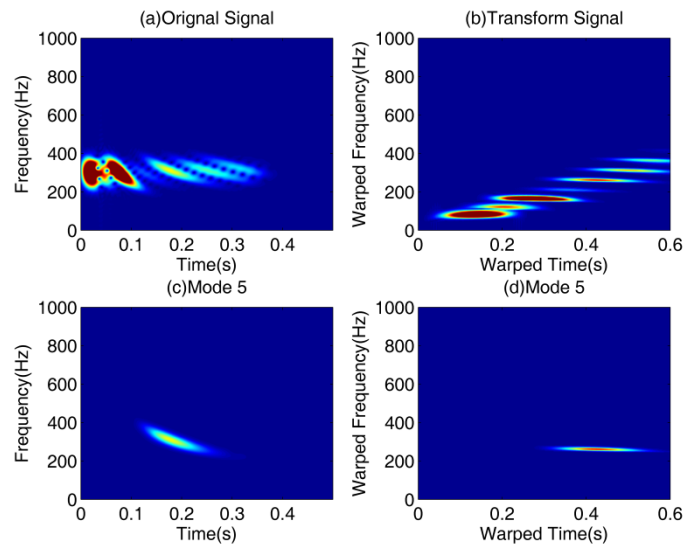 (a)Orignal Signal
1000
800
600
400
200
0
Frequency(Hz)
0 0.1 0.2 0.3 0.4
Time(s)
(b)Transform Signal
1000
800
600
400
200
0
Warped Frequency(Hz)
0 0.2 0.4 0.6
Warped Time(s)
(c)Mode 5
1000
800
600
400
200
0
Frequency(Hz)
0 0.1 0.2 0.3 0.4
Time(s)
(d)Mode 5
1000
800
600
400
200
0
Warped Frequency(Hz)
0 0.2 0.4 0.6
Warped Time(s)